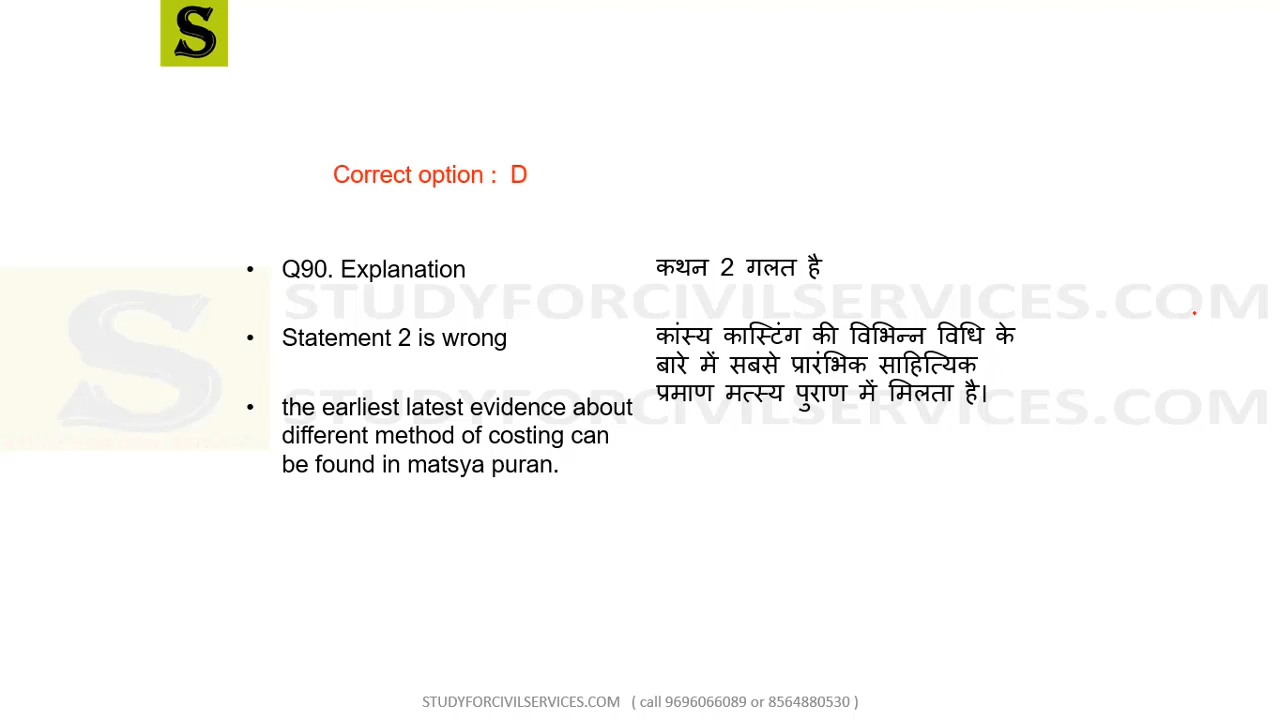 S
Correct option : D
• Q90. Explanation
• Statement 2 is wrong
• the earliest latest evidence about
different method of costing can
be found in matsya puran.
कथन 2 गलत है
कांस्य कास्टिंग की विभिन्न विधि के
बारे में सबसे प्रारंभिक साहित्यिक
प्रमाण मत्स्य पुराण में मिलता है।
S
STUDYFORCIVILSERVICES.COM
STUDYFORCIVILSERVICES.COM
STUDYFORCIVILSERVICES.COM ( call 9696066089 or 8564880530 )